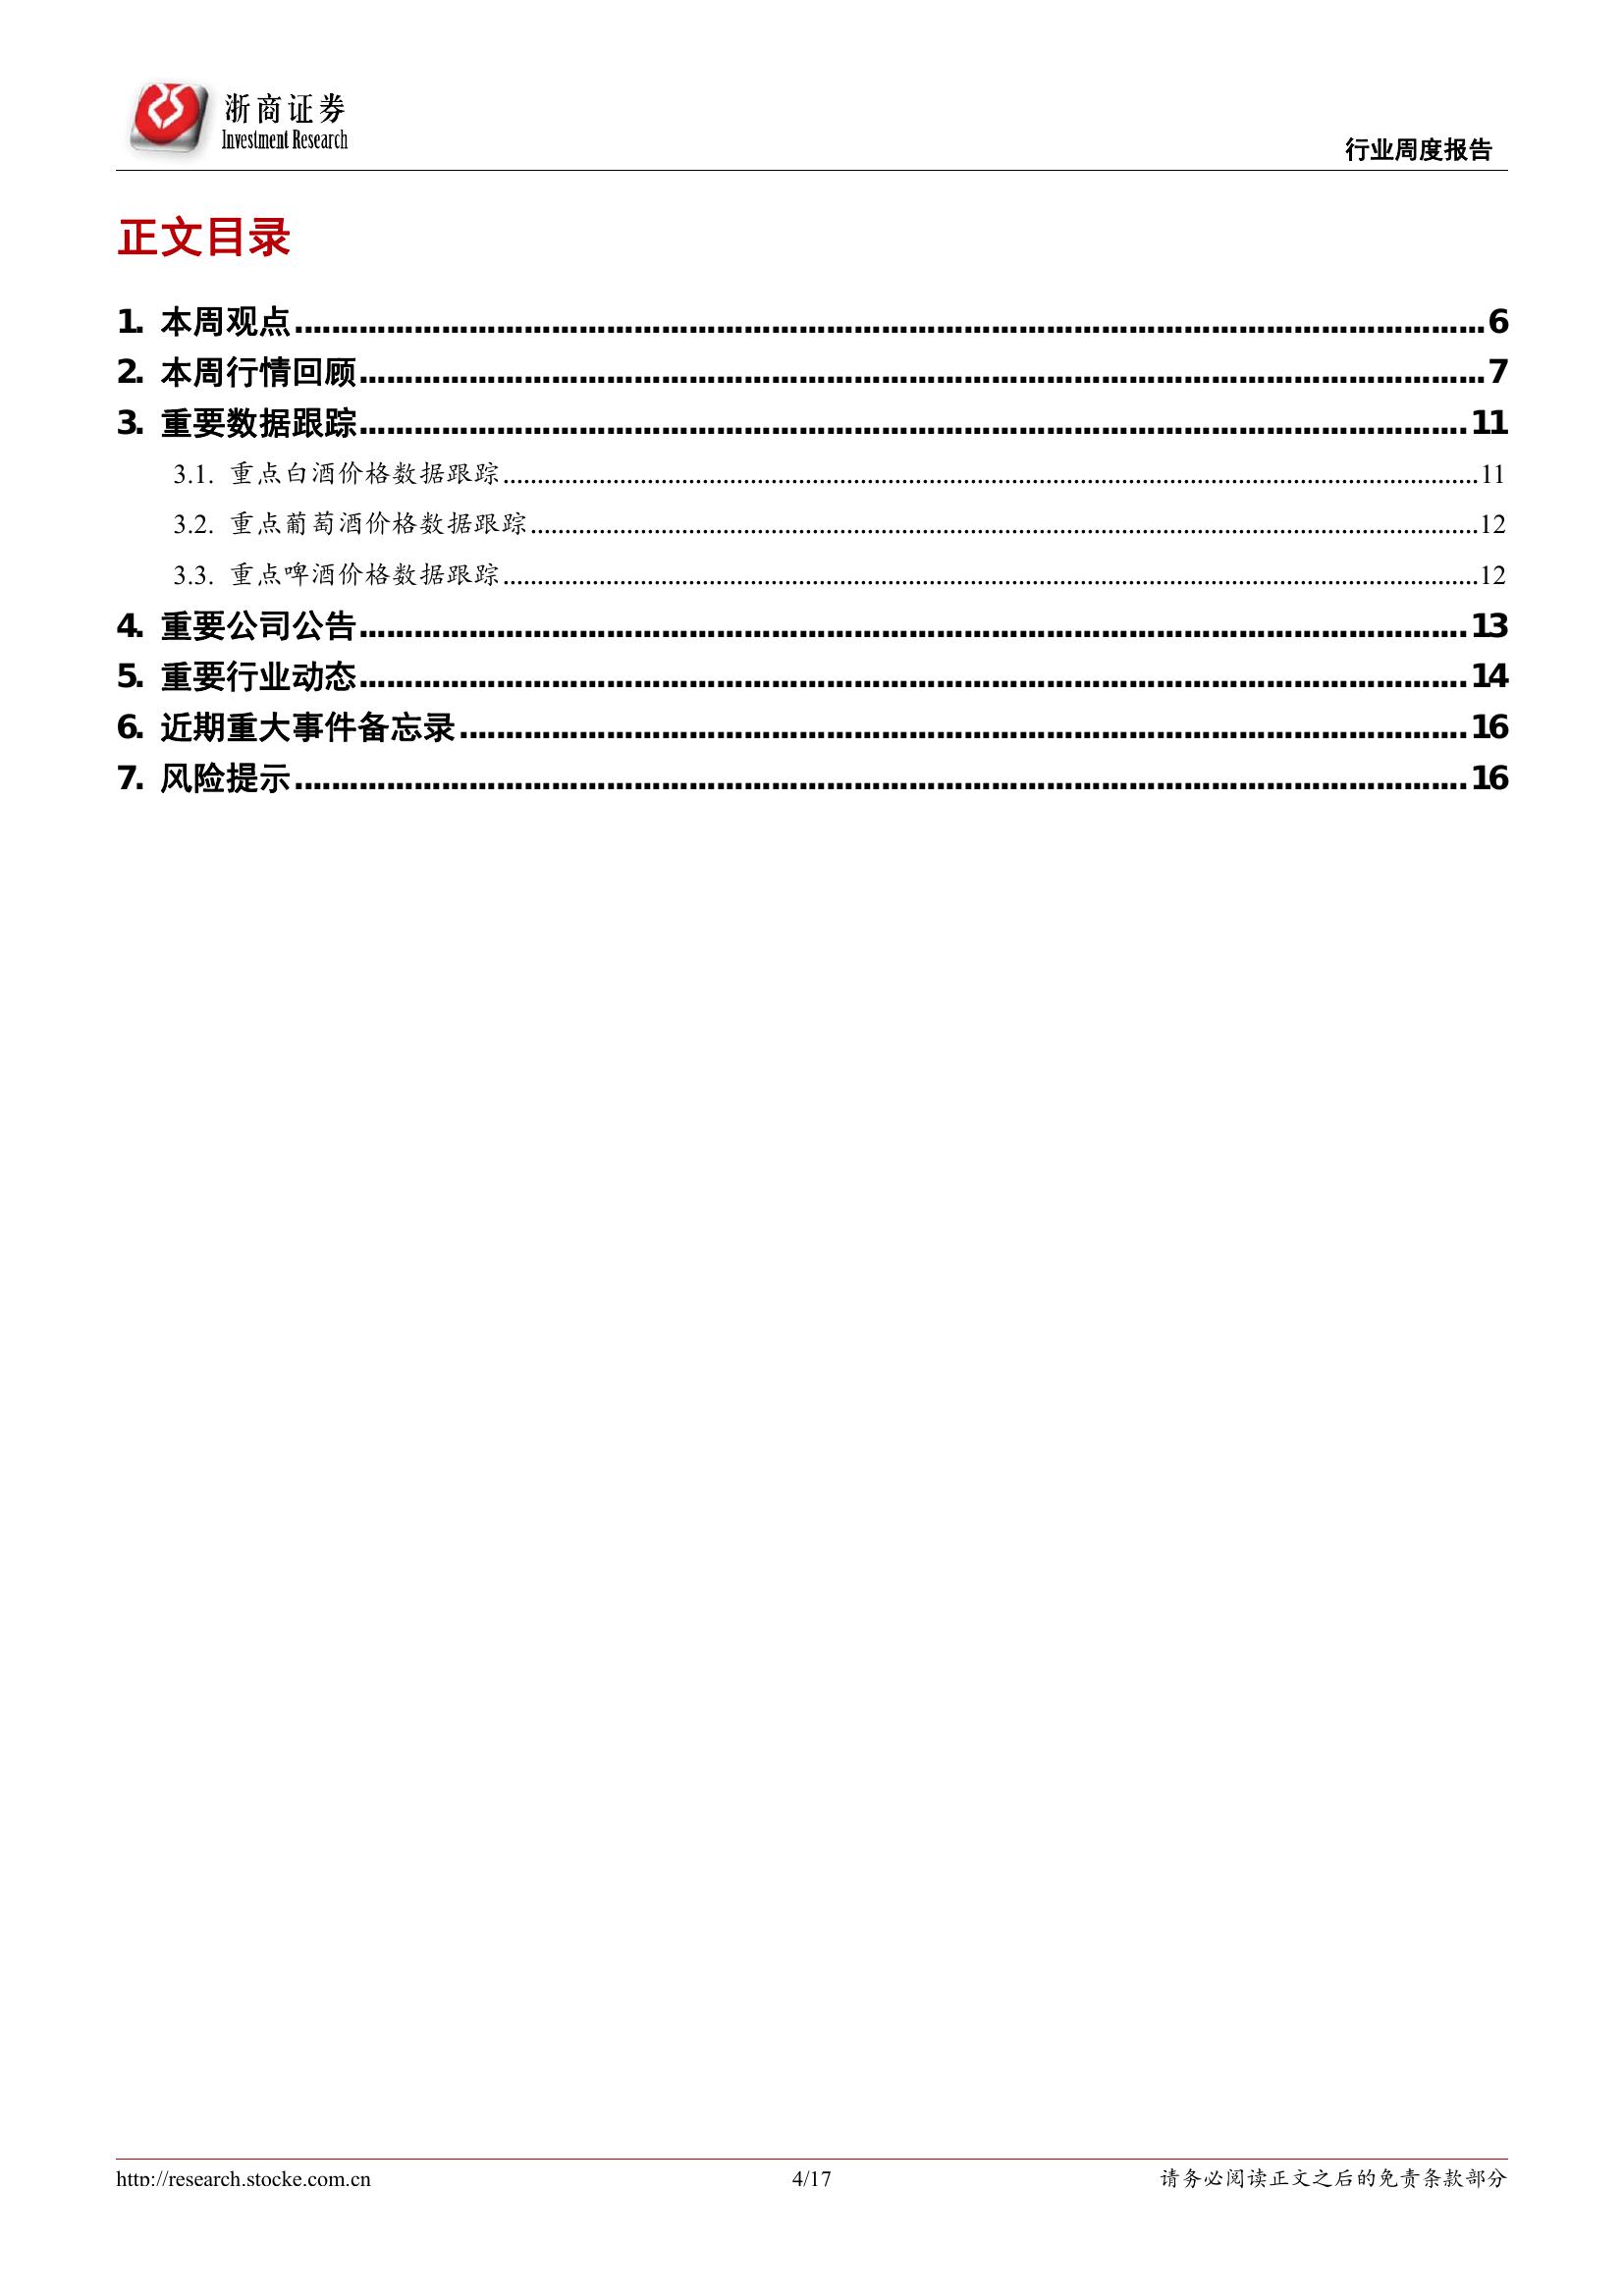 浙商证券
Investment Research
行业周度报告
正文目录
1. 本周观点........................................................................................................................6
2. 本周行情回顾................................................................................................................7
3. 重要数据跟踪..............................................................................................................11
3.1. 重点白酒价格数据跟踪..............................................................................................11
3.2. 重点葡萄酒价格数据跟踪..........................................................................................12
3.3. 重点啤酒价格数据跟踪..............................................................................................12
4. 重要公司公告..............................................................................................................13
5. 重要行业动态..............................................................................................................14
6. 近期重大事件备忘录....................................................................................................16
7. 风险提示......................................................................................................................16
http://research.stocke.com.cn 4/17 请务必阅读正文之后的免责条款部分